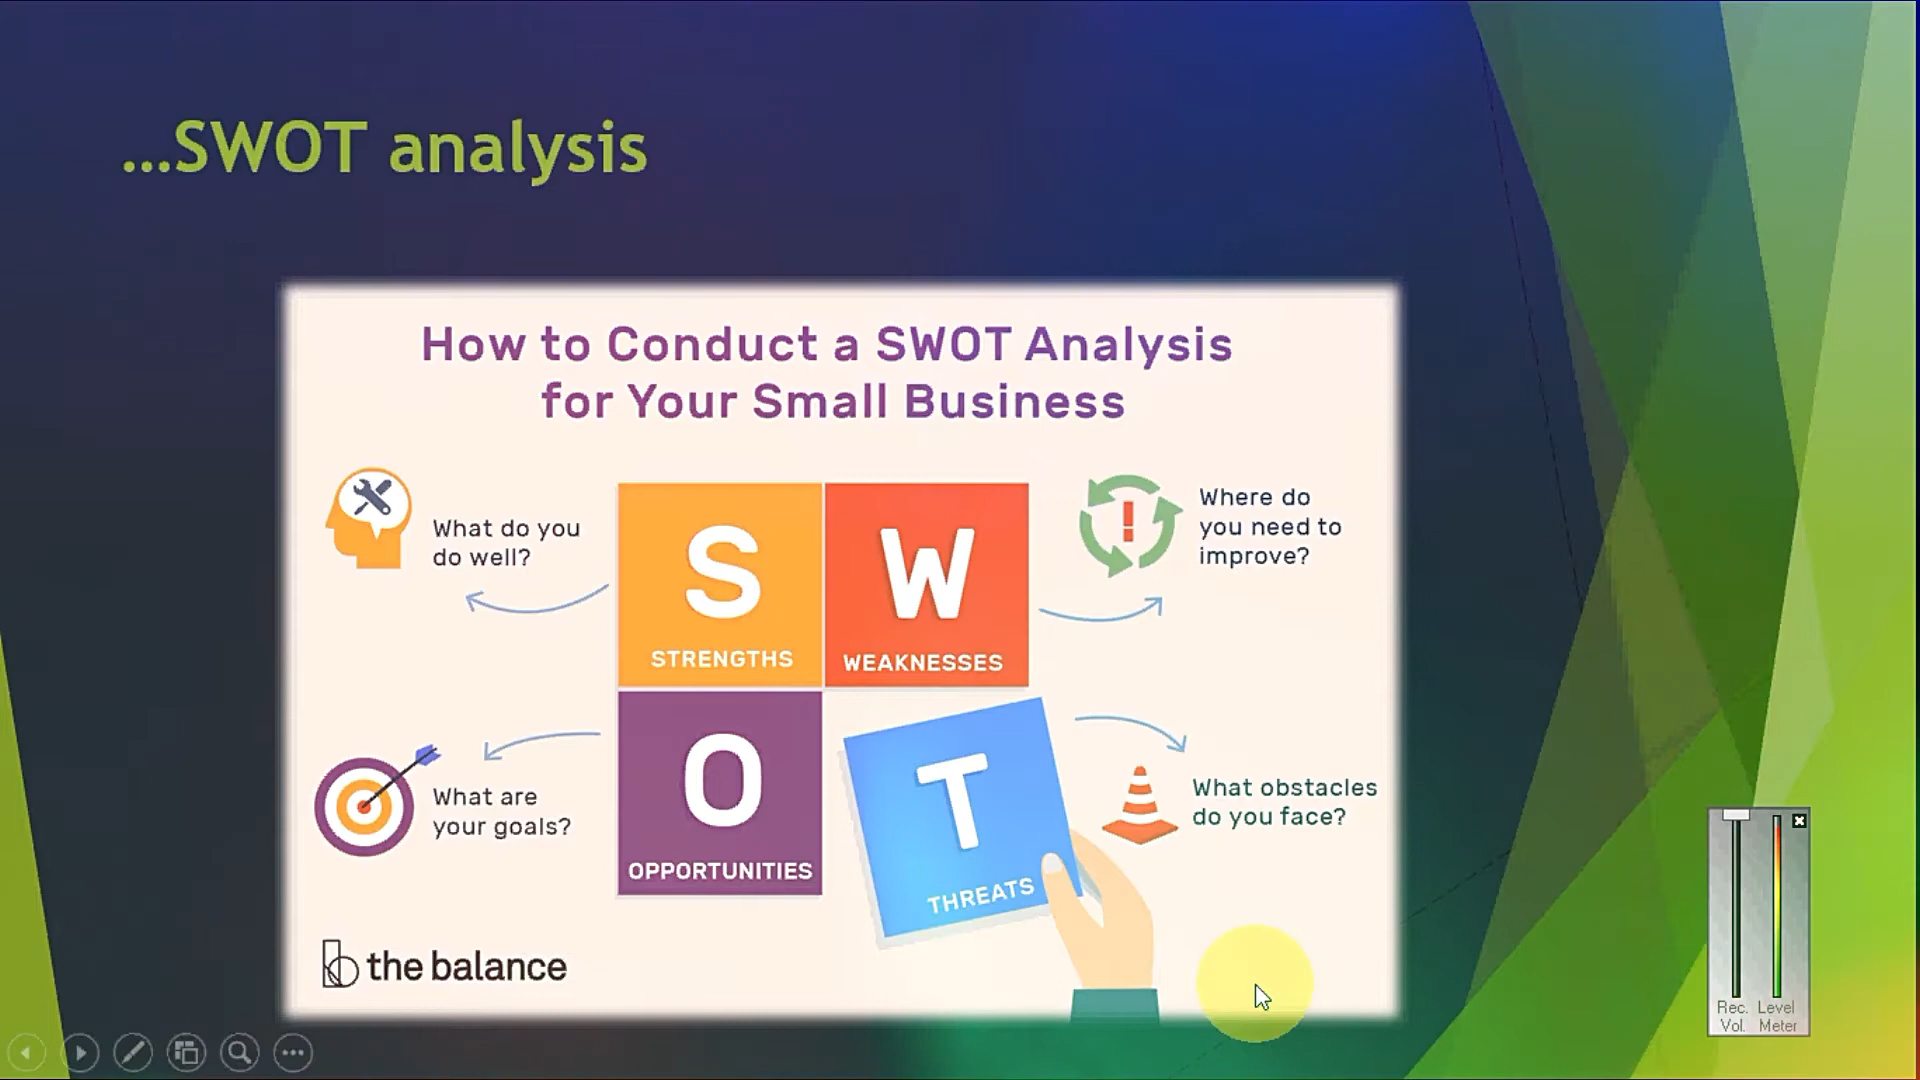 ...SWOT analysis
How to Conduct a SWOT Analysis
for Your Small Business
What do you
do well?
S
STRENGTHS
W
WEAKNESSES
Where do
you need to
improve?
What are
your goals?
O
OPPORTUNITIES
T
THREATS
What obstacles
do you face?
the balance
Rec. Level
Vol. Meter